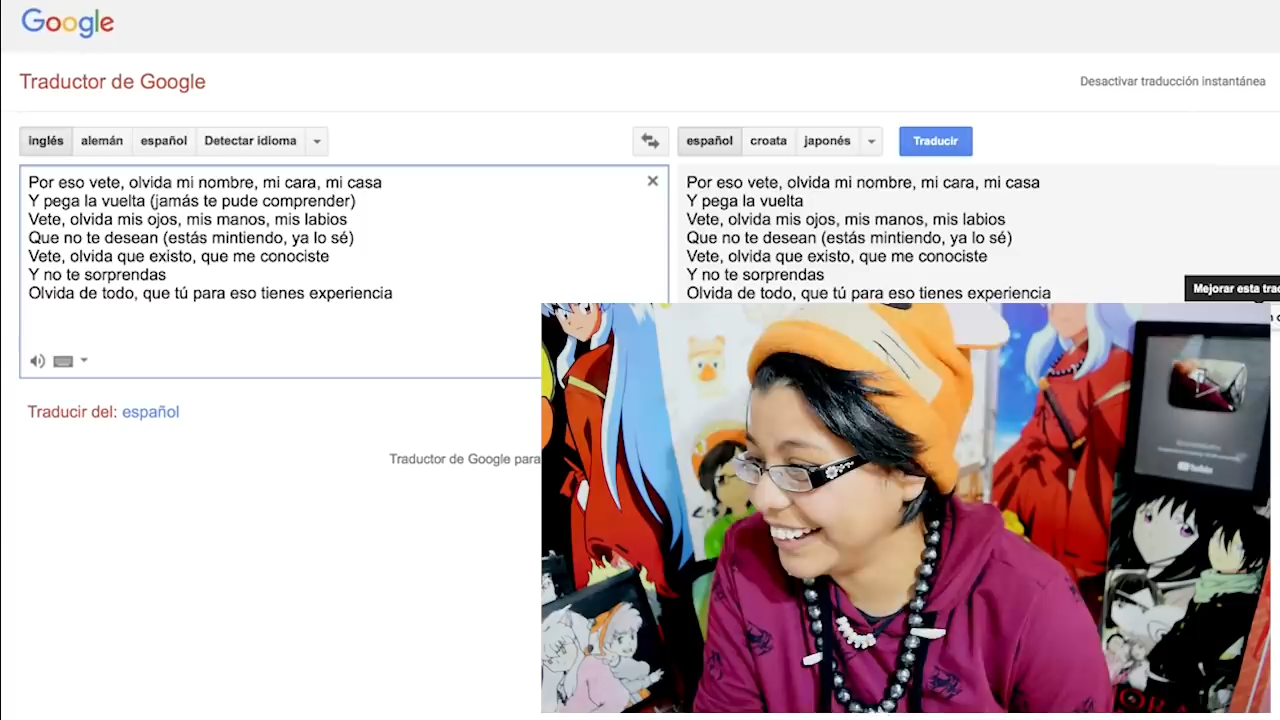 Google
Traductor de Google
Desactivar traducción instantánea
inglés alemán español Detectar idioma
español croata japonés Traducir
Por eso vete, olvida mi nombre, mi cara, mi casa
Y pega la vuelta (jamás te pude comprender)
Vete, olvida mis ojos, mis manos, mis labios
Que no te desean (estás mintiendo, ya lo sé)
Vete, olvida que existo, que me conociste
Y no te sorprendas
Olvida de todo, que tú para eso tienes experiencia
Por eso vete, olvida mi nombre, mi cara, mi casa
Y pega la vuelta
Vete, olvida mis ojos, mis manos, mis labios
Que no te desean (estás mintiendo, ya lo sé)
Vete, olvida que existo, que me conociste
Y no te sorprendas
Olvida de todo, que tú para eso tienes experiencia
Mejorar esta
Traducir del: español
Traductor de Google para
YouTube